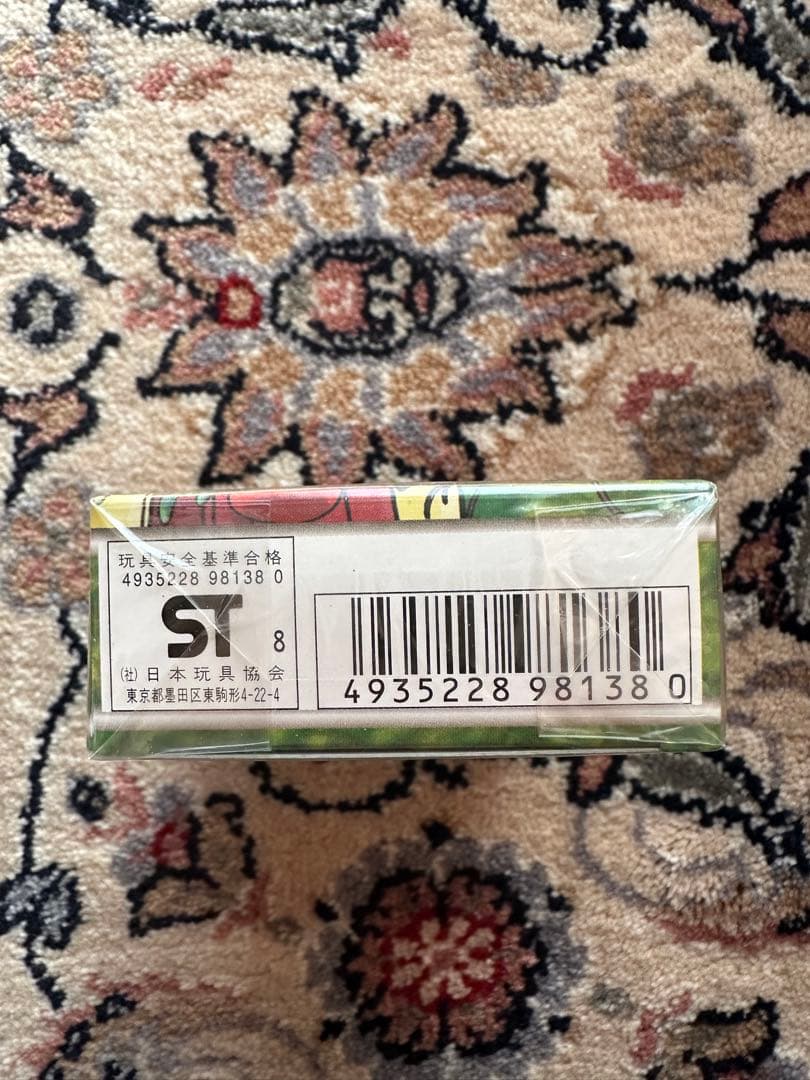 玩具安全基準合格
4935228 98138 0
ST 8
(社)日本玩具協会
東京都墨田区東駒形4-22-4
4935228 98138 0